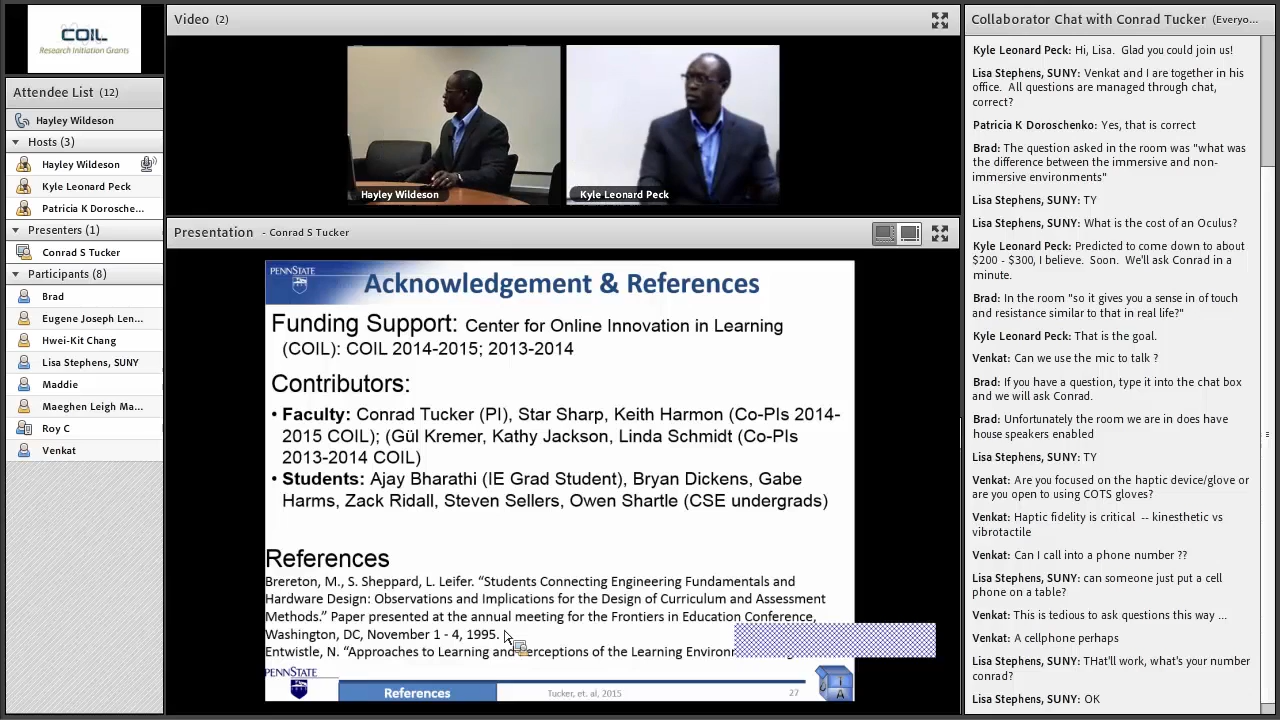 COIL
Research Initiation Grants
Attendee List (12)
Hayley Wildeson
Hosts (3)
Hayley Wildeson
Kyle Leonard Peck
Patricia K Dorosche...
Presenters (1)
Conrad S Tucker
Participants (8)
Brad
Eugene Joseph Len...
Hwei-Kit Chang
Lisa Stephens, SUNY
Maddie
Maeghen Leigh Ma...
Roy C
Venkat
Video (2)
Hayley Wildeson
Kyle Leonard Peck
Presentation - Conrad S Tucker
PENNSTATE
Acknowledgement & References
Funding Support: Center for Online Innovation in Learning
(COIL): COIL 2014-2015; 2013-2014
Contributors:
• Faculty: Conrad Tucker (PI), Star Sharp, Keith Harmon (Co-PIs 2014-
2015 COIL); (Gül Kremer, Kathy Jackson, Linda Schmidt (Co-PIs
2013-2014 COIL)
• Students: Ajay Bharathi (IE Grad Student), Bryan Dickens, Gabe
Harms, Zack Ridall, Steven Sellers, Owen Shartle (CSE undergrads)
References
Brereton, M., S. Sheppard, L. Leifer. “Students Connecting Engineering Fundamentals and
Hardware Design: Observations and Implications for the Design of Curriculum and Assessment
Methods.” Paper presented at the annual meeting for the Frontiers in Education Conference,
Washington, DC, November 1 - 4, 1995.
Entwistle, N. “Approaches to Learning and Perceptions of the Learning
PENNSTATE
References
Tucker, et. al, 2015
27
Collaborator Chat with Conrad Tucker (Everyo...
Kyle Leonard Peck: Hi, Lisa. Glad you could join us!
Lisa Stephens, SUNY: Venkat and I are together in his
office. All questions are managed through chat,
correct?
Patricia K Doroschenko: Yes, that is correct
Brad: The question asked in the room was "what was
the difference between the immersive and non-
immersive environments"
Lisa Stephens, SUNY: TY
Lisa Stephens, SUNY: What is the cost of an Oculus?
Kyle Leonard Peck: Predicted to come down to about
$200 - $300, I believe. Soon. We'll ask Conrad in a
minute.
Brad: In the room "so it gives you a sense in of touch
and resistance similar to that in real life?"
Kyle Leonard Peck: That is the goal.
Venkat: Can we use the mic to talk ?
Brad: If you have a question, type it into the chat box
and we will ask Conrad.
Brad: Unfortunately the room we are in does have
house speakers enabled
Lisa Stephens, SUNY: TY
Venkat: Are you focused on the haptic device/glove or
are you open to using COTS gloves?
Venkat: Haptic fidelity is critical -- kinesthetic vs
vibrotactile
Venkat: Can I call into a phone number ??
Lisa Stephens, SUNY: can someone just put a cell
phone on a table?
Venkat: This is tedious to ask questions this way ...
Venkat: A cellphone perhaps
Lisa Stephens, SUNY: THat'll work, what's your number
conrad?
Lisa Stephens, SUNY: OK